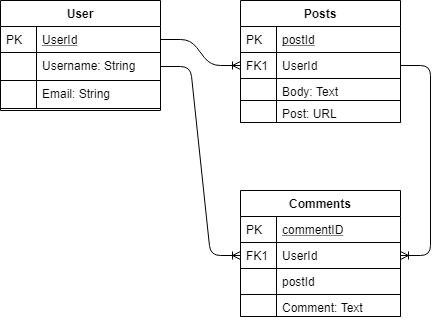 User
PK UserId
Username: String
Email: String
Posts
PK postId
FK1 UserId
Body: Text
Post: URL
Comments
PK commentID
FK1 UserId
postId
Comment: Text